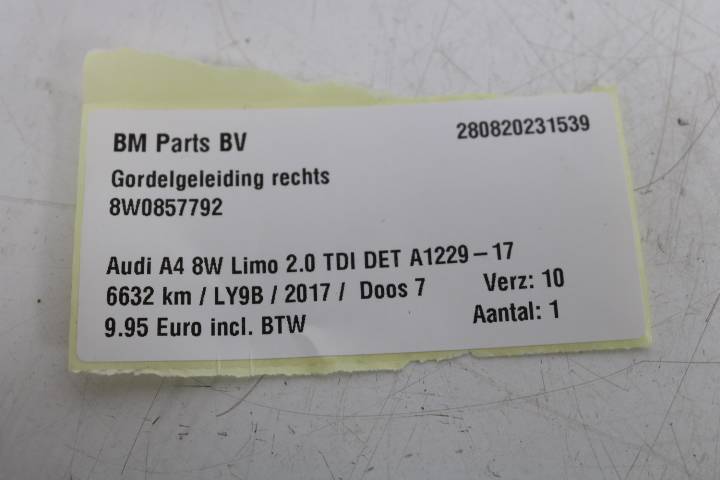 BM Parts BV
280820231539
Gordelgeleiding rechts
8W0857792
Audi A4 8W Limo 2.0 TDI DET A1229-17
6632 km / LY9B / 2017 / Doos 7
Verz: 10
9.95 Euro incl. BTW
Aantal: 1